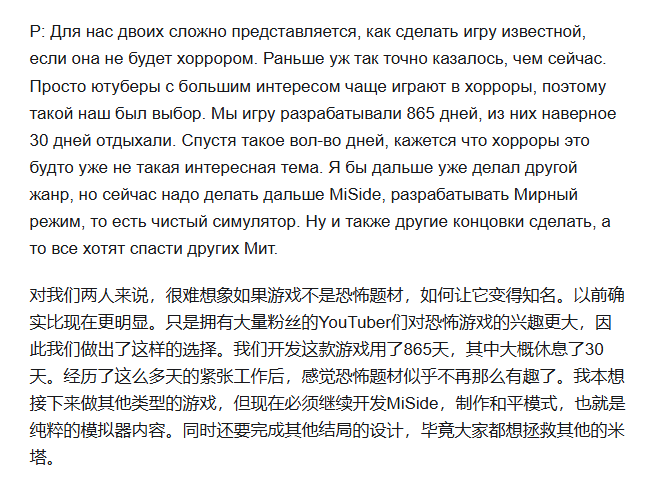 Р: Для нас двоих сложно представляется, как сделать игру известной,
если она не будет хоррором. Раньше уж так точно казалось, чем сейчас.
Просто ютуберы с большим интересом чаще играют в хорроры, поэтому
такой наш был выбор. Мы игру разрабатывали 865 дней, из них наверное
30 дней отдыхали. Спустя такое вол-во дней, кажется что хорроры это
будто уже не такая интересная тема. Я бы дальше уже делал другой
жанр, но сейчас надо делать дальше MiSide, разрабатывать Мирный
режим, то есть чистый симулятор. Ну и также другие концовки сделать, а
то все хотят спасти других Мит.
对我们两人来说，很难想象如果游戏不是恐怖题材，如何让它变得知名。以前确
实比现在更明显。只是拥有大量粉丝的YouTuber们对恐怖游戏的兴趣更大，因
此我们做出了这样的选择。我们开发这款游戏用了865天，其中大概休息了30
天。经历了这么多天的紧张工作后，感觉恐怖题材似乎不再那么有趣了。我本想
接下来做其他类型的游戏，但现在必须继续开发MiSide，制作和平模式，也就是
纯粹的模拟器内容。同时还要完成其他结局的设计，毕竟大家都想拯救其他的米
塔。